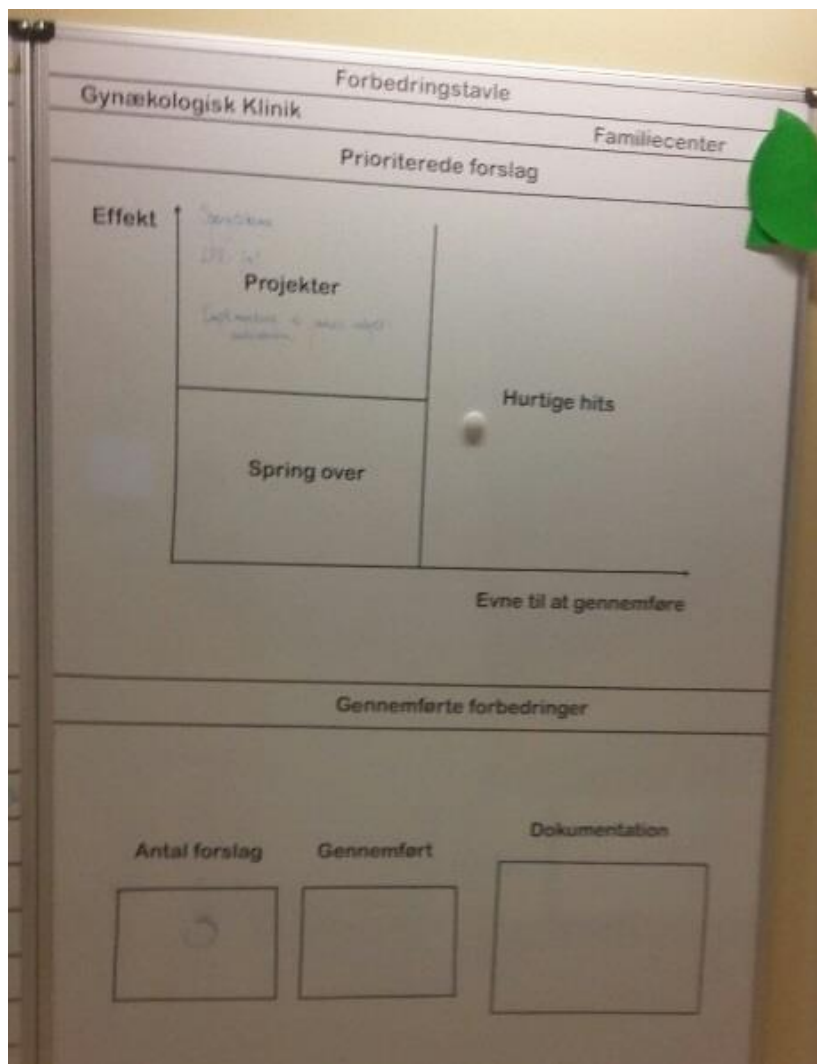 Forbedringstavle
Gynækologisk Klinik
Familiecenter
Prioriterede forslag
Effekt
Projekter
Hurtige hits
Spring over
Evne til at gennemføre
Gennemførte forbedringer
Antal forslag
Gennemført
Dokumentation
3